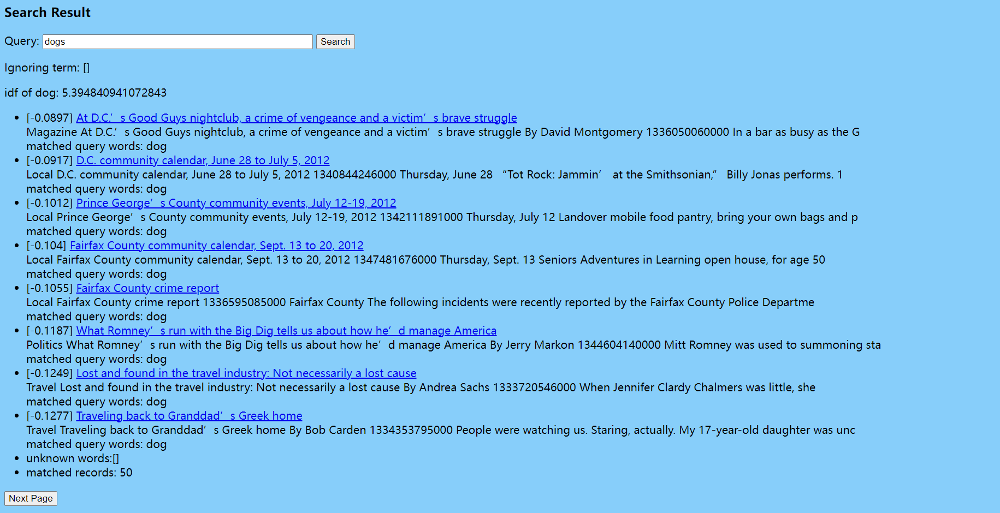 Search Result
Query: dogs Search
Ignoring term: []
idf of dog: 5.394840941072843
[-0.0897] At D.C.’s Good Guys nightclub, a crime of vengeance and a victim’s brave struggle
Magazine At D.C.’s Good Guys nightclub, a crime of vengeance and a victim’s brave struggle By David Montgomery 1336050060000 In a bar as busy as the G
matched query words: dog
[-0.0917] D.C. community calendar, June 28 to July 5, 2012
Local D.C. community calendar, June 28 to July 5, 2012 1340844246000 Thursday, June 28 “Tot Rock: Jammin’ at the Smithsonian,” Billy Jonas performs. 1
matched query words: dog
[-0.1012] Prince George’s County community events, July 12-19, 2012
Local Prince George’s County community events, July 12-19, 2012 1342111891000 Thursday, July 12 Landover mobile food pantry, bring your own bags and p
matched query words: dog
[-0.104] Fairfax County community calendar, Sept. 13 to 20, 2012
Local Fairfax County community calendar, Sept. 13 to 20, 2012 1347481676000 Thursday, Sept. 13 Seniors Adventures in Learning open house, for age 50
matched query words: dog
[-0.1055] Fairfax County crime report
Local Fairfax County crime report 1336595085000 Fairfax County The following incidents were recently reported by the Fairfax County Police Departme
matched query words: dog
[-0.1187] What Romney’s run with the Big Dig tells us about how he’d manage America
Politics What Romney’s run with the Big Dig tells us about how he’d manage America By Jerry Markon 1344604140000 Mitt Romney was used to summoning sta
matched query words: dog
[-0.1249] Lost and found in the travel industry: Not necessarily a lost cause
Travel Lost and found in the travel industry: Not necessarily a lost cause By Andrea Sachs 1333720546000 When Jennifer Clardy Chalmers was little, she
matched query words: dog
[-0.1277] Traveling back to Granddad’s Greek home
Travel Traveling back to Granddad’s Greek home By Bob Carden 1334353795000 People were watching us. Staring, actually. My 17-year-old daughter was unc
matched query words: dog
unknown words:[]
matched records: 50
Next Page